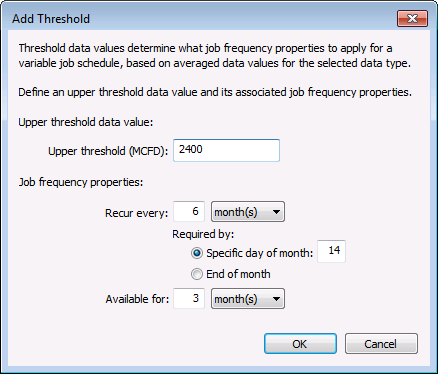 Add Threshold
Threshold data values determine what job frequency properties to apply for a
variable job schedule, based on averaged data values for the selected data type.
Define an upper threshold data value and its associated job frequency properties.
Upper threshold data value:
Upper threshold (MCFD): 2400
Job frequency properties:
Recur every: 6 month(s)
Required by:
Specific day of month: 14
End of month
Available for: 3 month(s)
OK Cancel